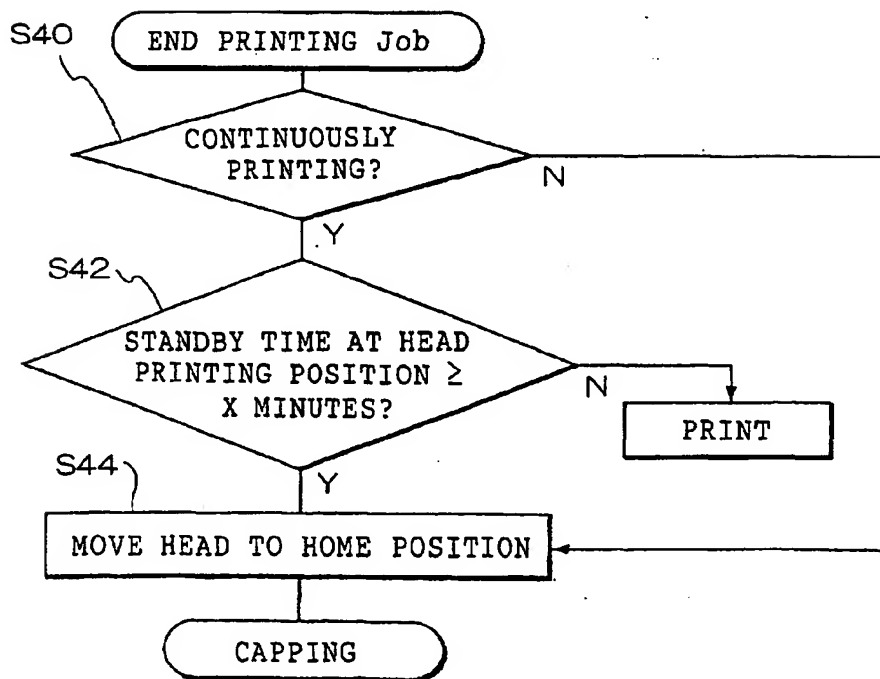 S40
END PRINTING Job
CONTINUOUSLY
PRINTING?
N
Y
S42
STANDBY TIME AT HEAD
PRINTING POSITION ≥
X MINUTES?
N
PRINT
Y
S44
MOVE HEAD TO HOME POSITION
CAPPING